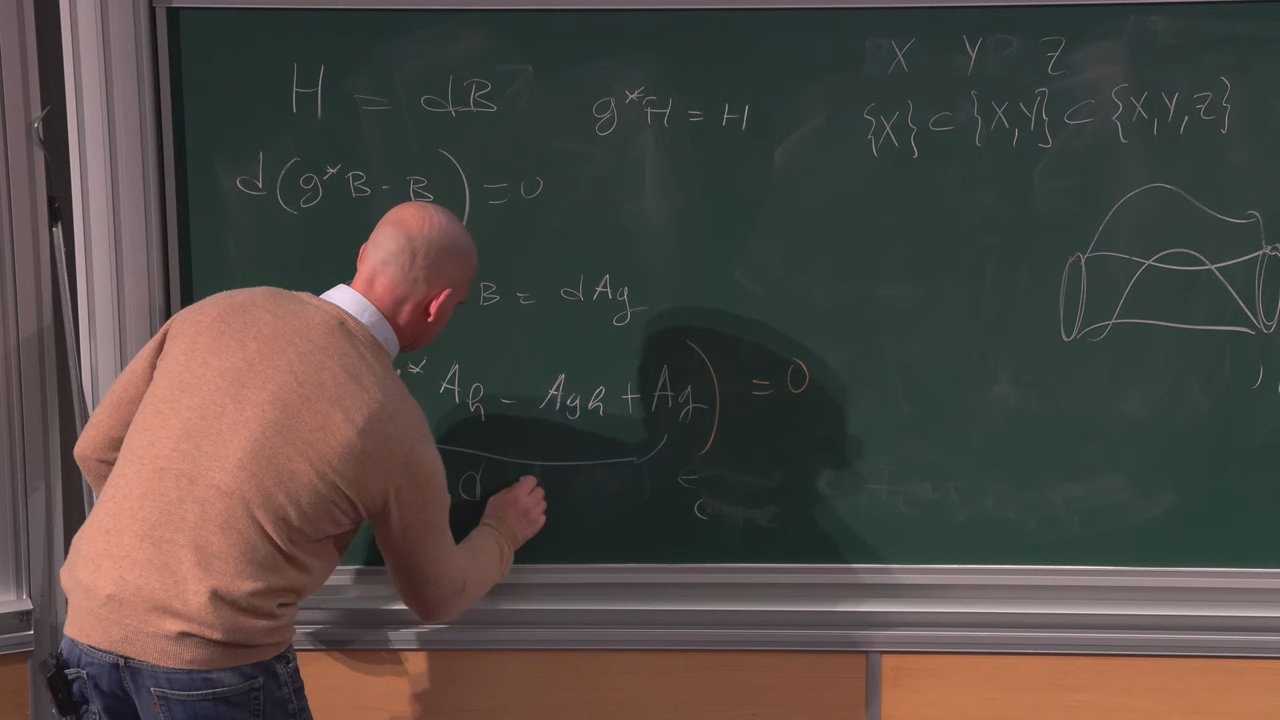 H = dB
g*H = H
d(g*B - B) = 0
B = dAg
* Ah - Agh + Ag) = 0
d
X Y Z
{X} ⊂ {X,Y} ⊂ {X,Y,Z}